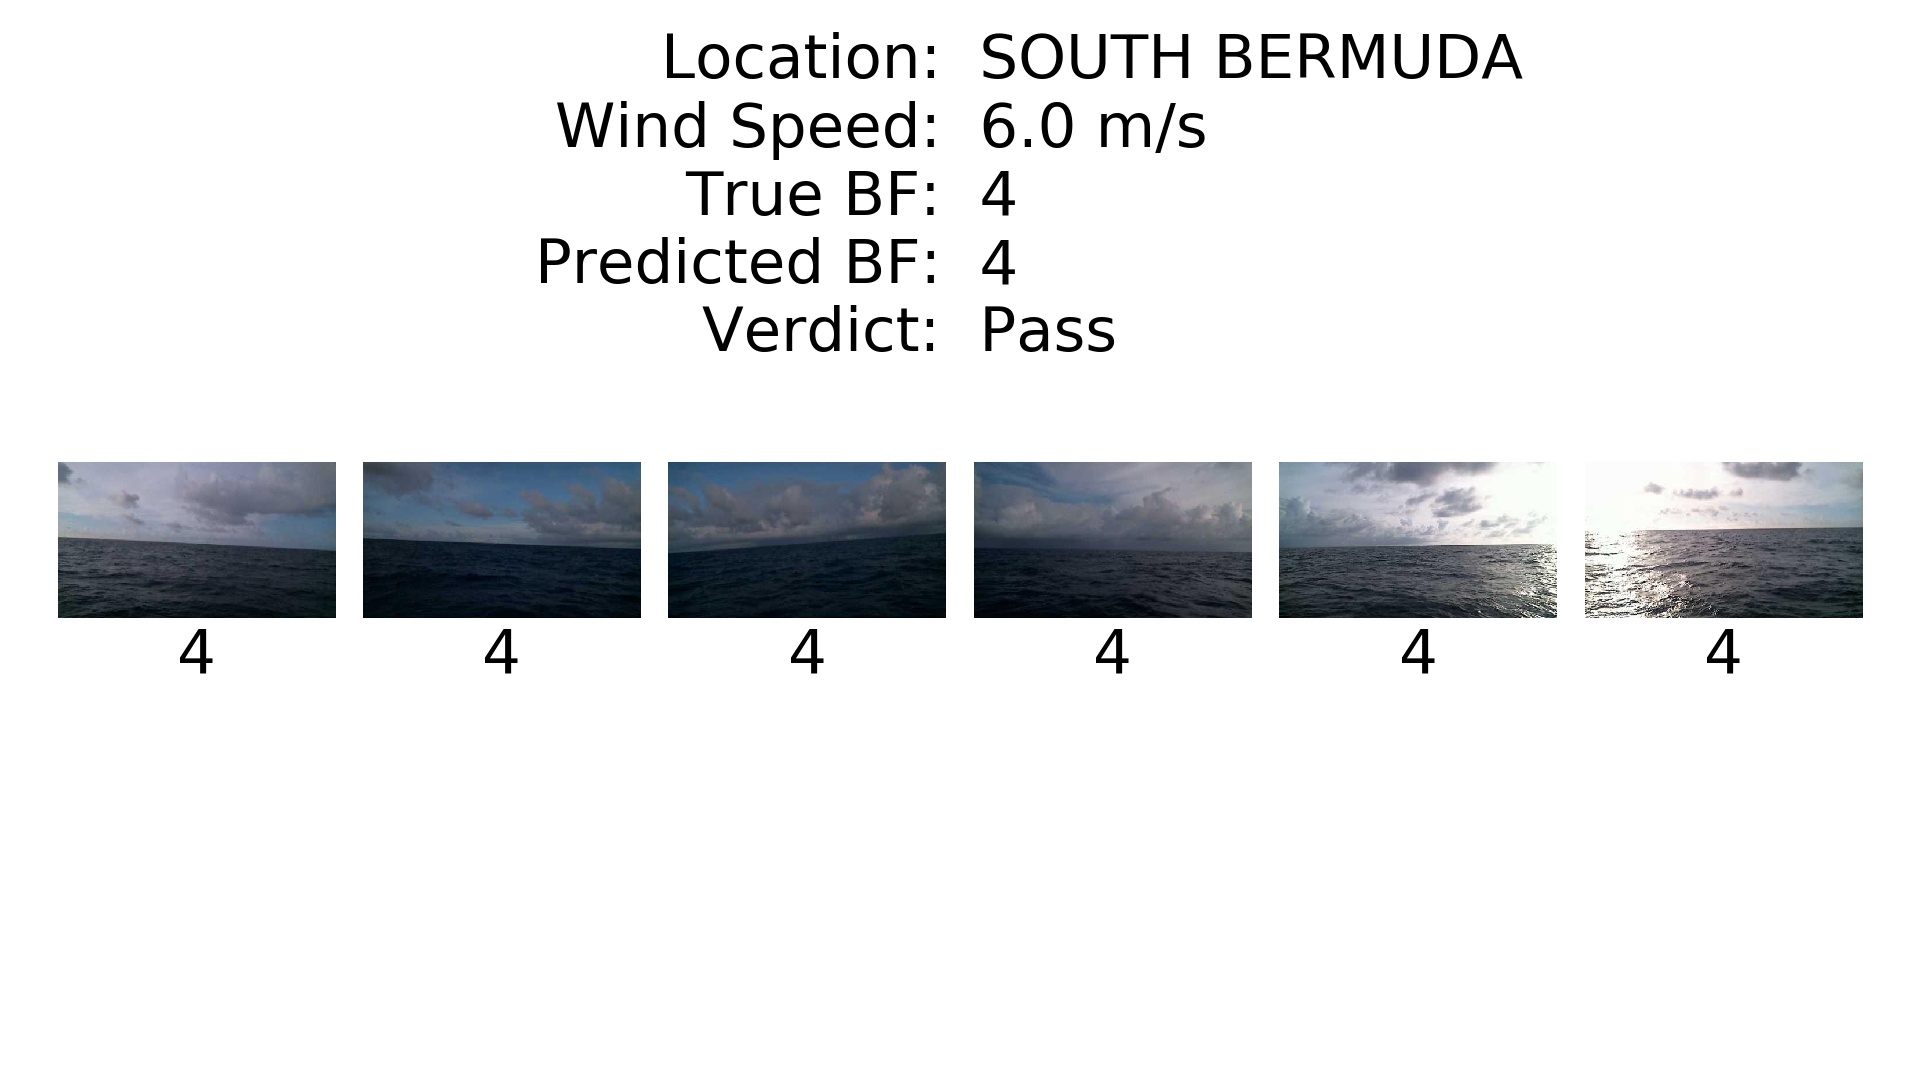 Location: SOUTH BERMUDA
Wind Speed: 6.0 m/s
True BF: 4
Predicted BF: 4
Verdict: Pass
4 4 4 4 4 4